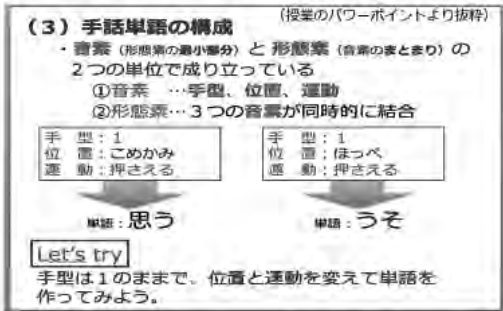 (授業のパワーポイントより抜粋)
(3)手話単語の構成
・音素(形態素の最小部分)と形態素(音素のまとまり)の
2つの単位で成り立っている
①音素 …手型、位置、運動
②形態素…3つの音素が同時的に結合
手 型:1
位 置:こめかみ
運 動:押さえる
手 型:1
位 置:ほっぺ
運 動:押さえる
単語:思う
単語:うそ
Let's try
手型は1のままで、位置と運動を変えて単語を
作ってみよう。